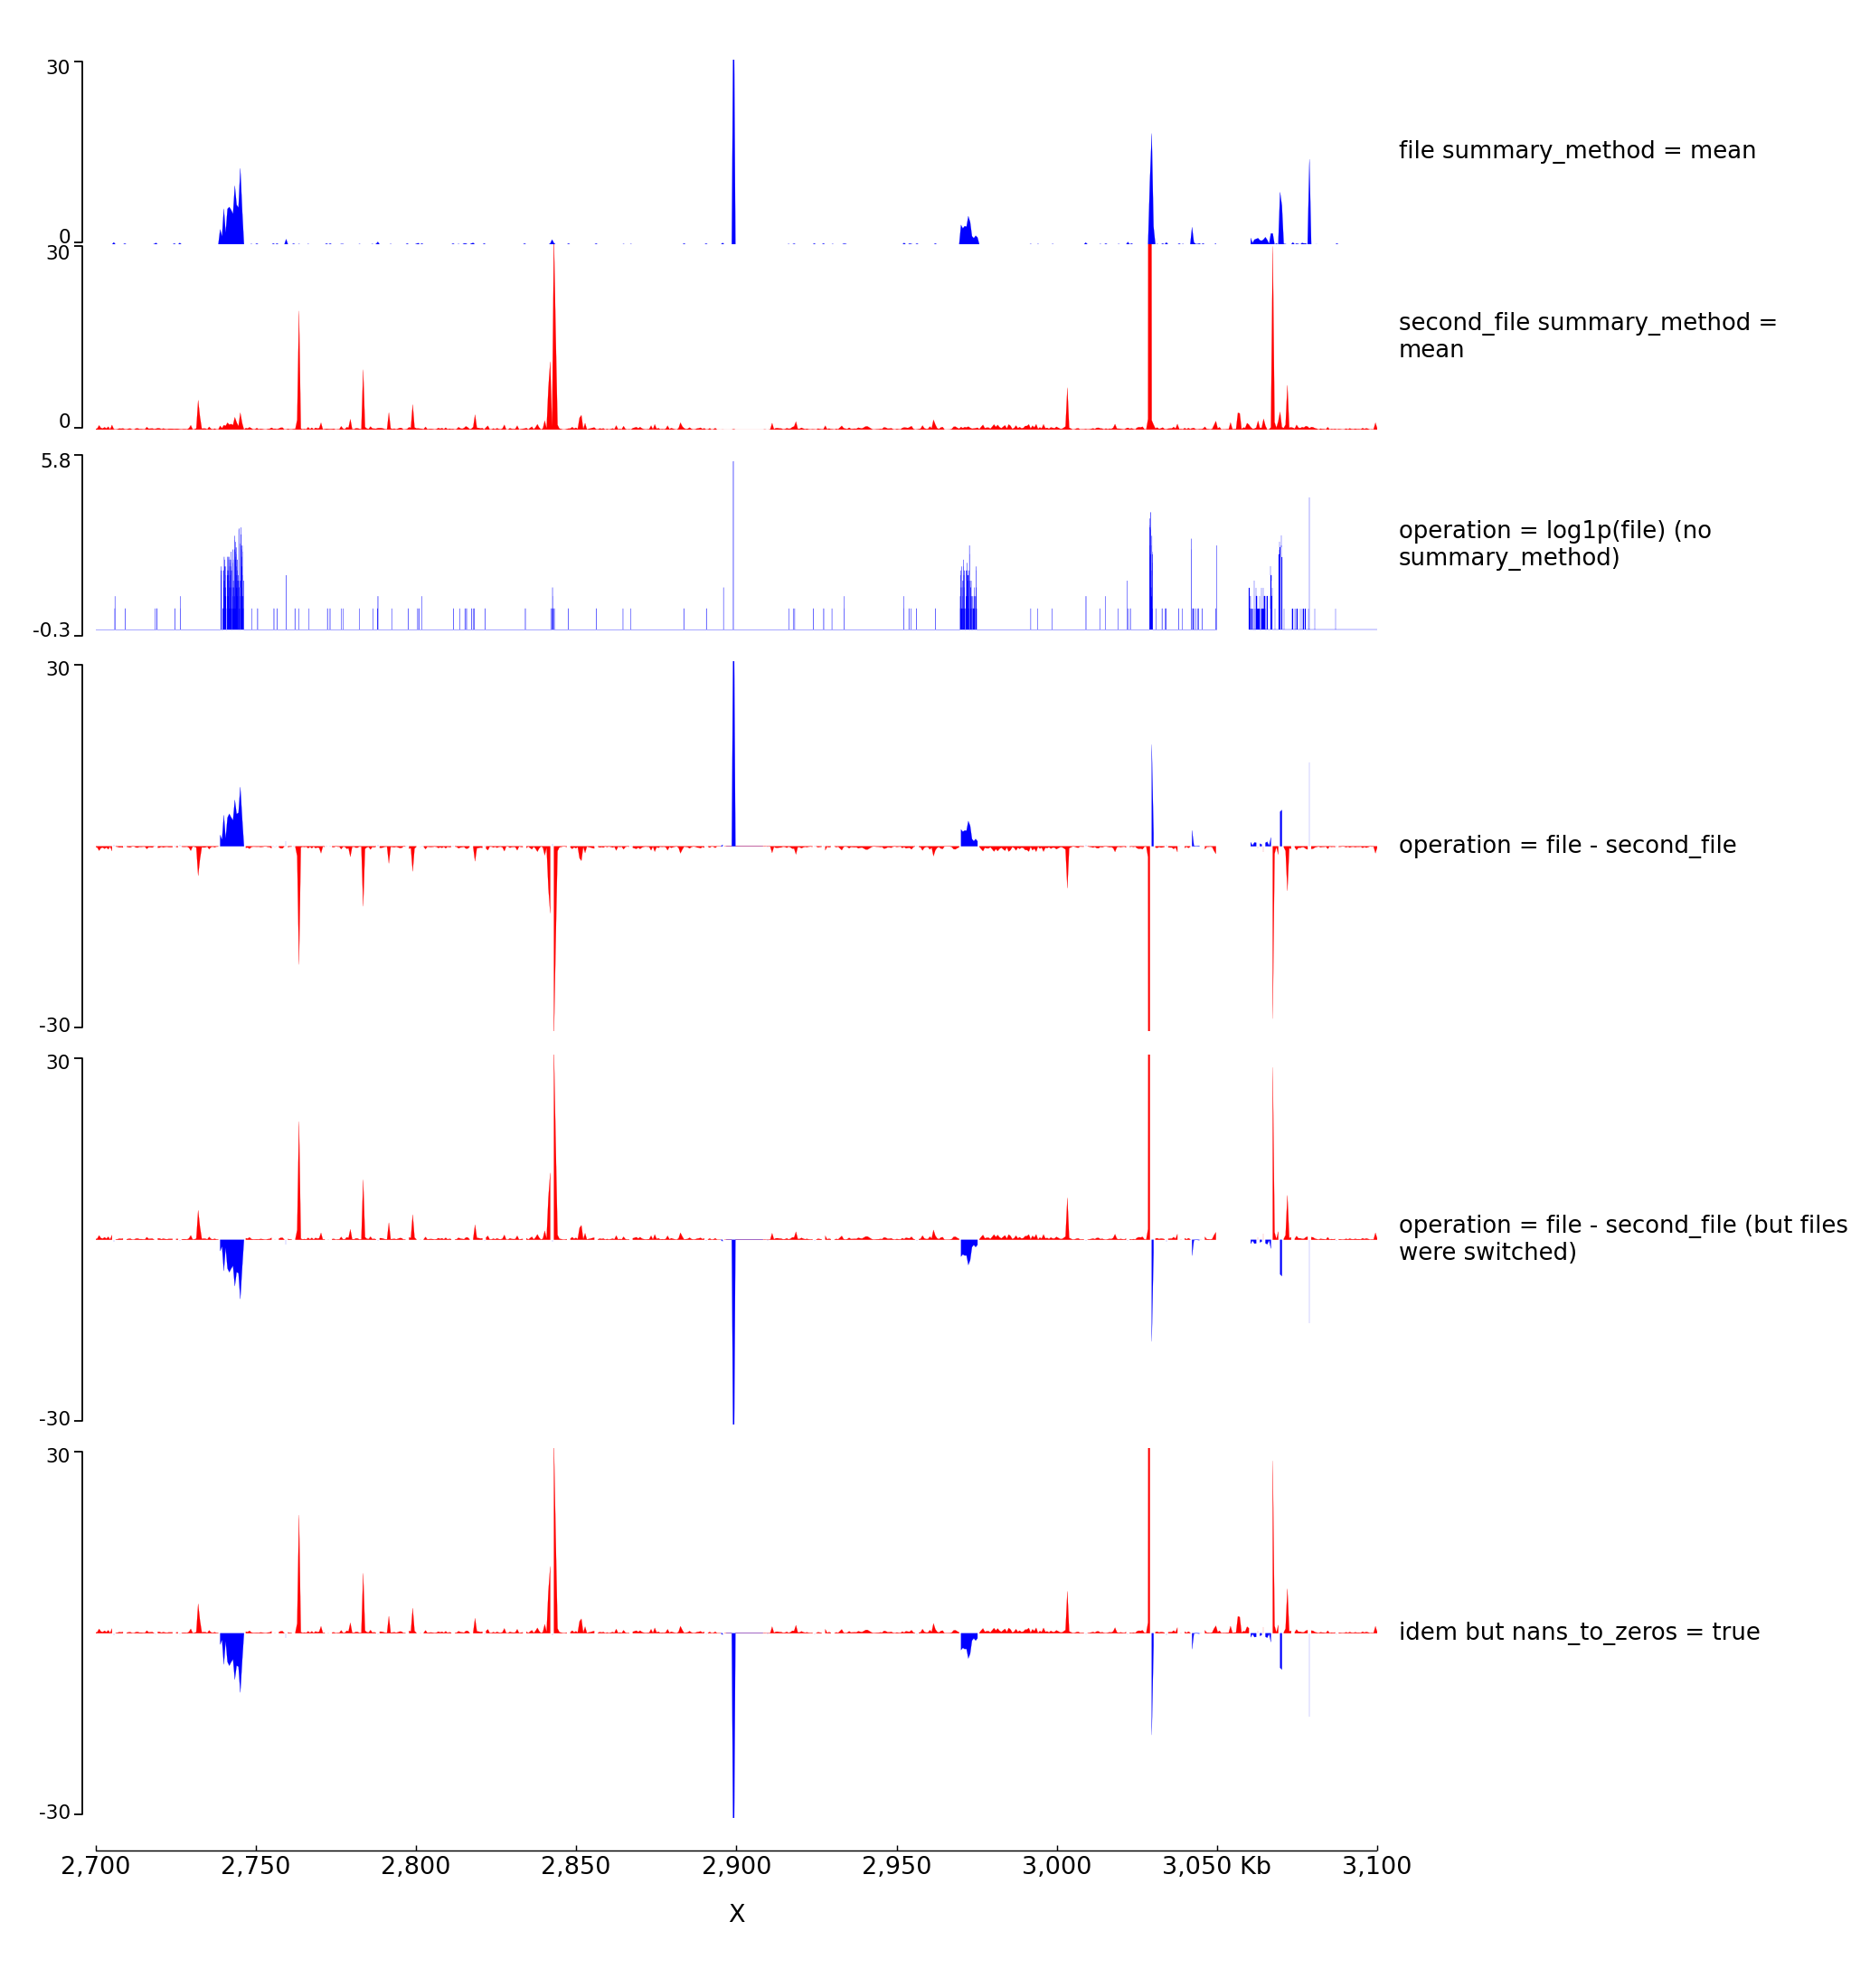 30
file summary_method = mean
0
30
second_file summary_method =
mean
0
5.8
operation = log1p(file) (no
summary_method)
-0.3
30
operation = file - second_file
-30
30
operation = file - second_file (but files
were switched)
-30
30
idem but nans_to_zeros = true
-30
2,700 2,750 2,800 2,850 2,900 2,950 3,000 3,050 Kb 3,100
X